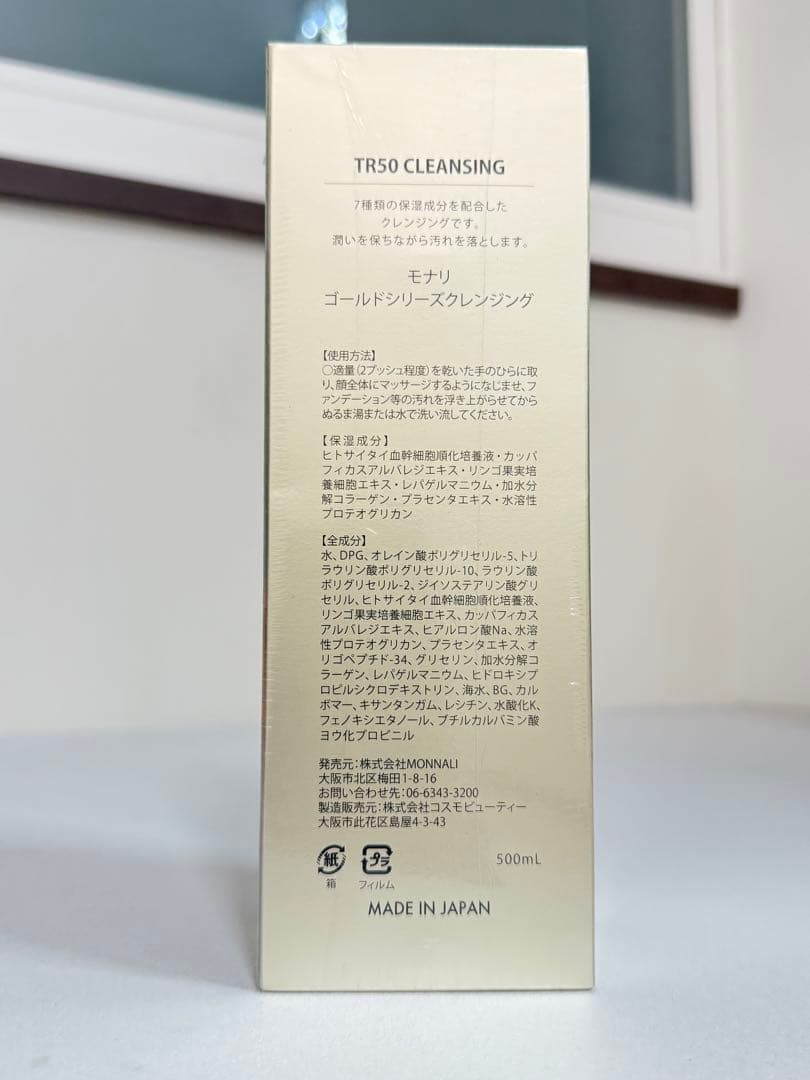 TR50 CLEANSING
7種類の保湿成分を配合した
クレンジングです。
潤いを保ちながら汚れを落とします。
モナリ
ゴールドシリーズクレンジング
【使用方法】
○適量（2プッシュ程度）を乾いた手のひらに取
り、顔全体にマッサージするようになじませ、フ
ァンデーション等の汚れを浮き上がらせてから
ぬるま湯または水で洗い流してください。
【保湿成分】
ヒトサイタイ血幹細胞順化培養液・カッパ
フィカスアルバレジエキス・リンゴ果実培
養細胞エキス・レパゲルマニウム・加水分
解コラーゲン・プラセンタエキス・水溶性
プロテオグリカン
【全成分】
水、DPG、オレイン酸ポリグリセリル-5、トリ
ラウリン酸ポリグリセリル-10、ラウリン酸
ポリグリセリル-2、ジイソステアリン酸グリ
セリル、ヒトサイタイ血幹細胞順化培養液、
リンゴ果実培養細胞エキス、カッパフィカス
アルバレジエキス、ヒアルロン酸Na、水溶
性プロテオグリカン、プラセンタエキス、オ
リゴペプチド-34、グリセリン、加水分解コ
ラーゲン、レパゲルマニウム、ヒドロキシプ
ロピルシクロデキストリン、海水、BG、カル
ボマー、キサンタンガム、レシチン、水酸化K、
フェノキシエタノール、ブチルカルバミン酸
ヨウ化プロピニル
発売元：株式会社MONNALI
大阪市北区梅田1-8-16
お問い合わせ先：06-6343-3200
製造販売元：株式会社コスモビューティー
大阪市此花区島屋4-3-43
紙 プラ 500mL
箱 フィルム
MADE IN JAPAN